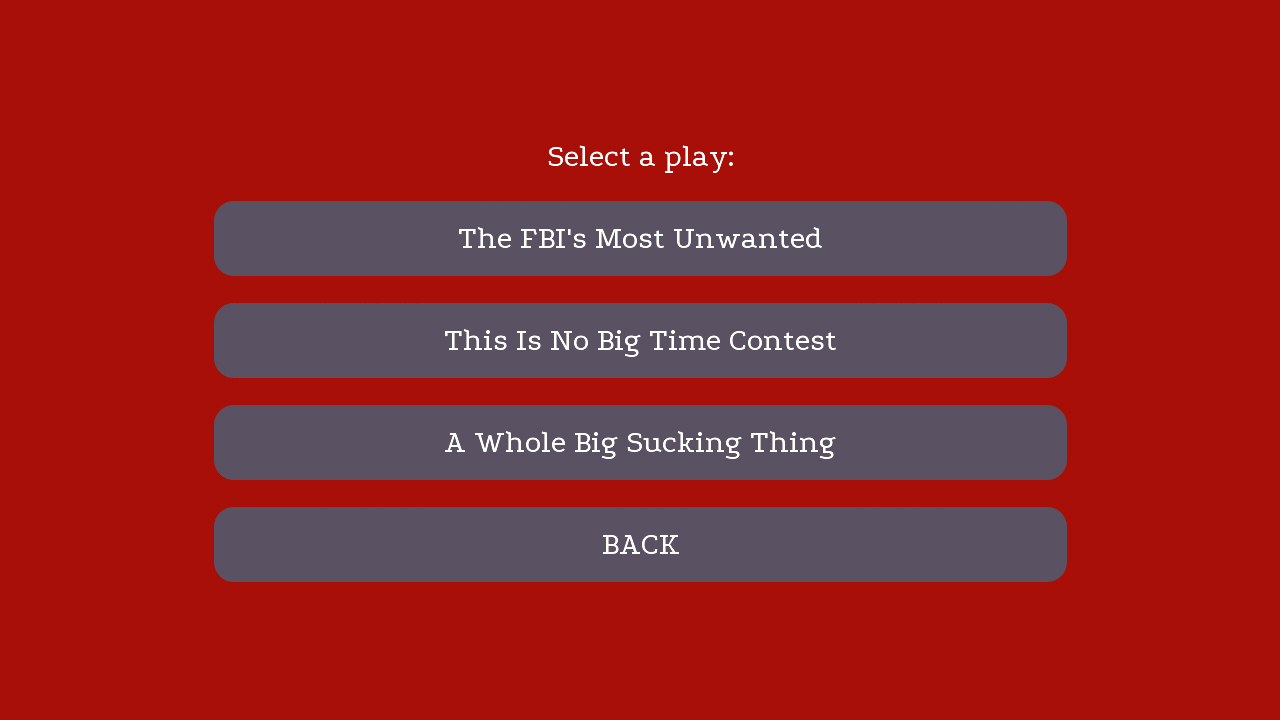 Select a play:
The FBI's Most Unwanted
This Is No Big Time Contest
A Whole Big Sucking Thing
BACK